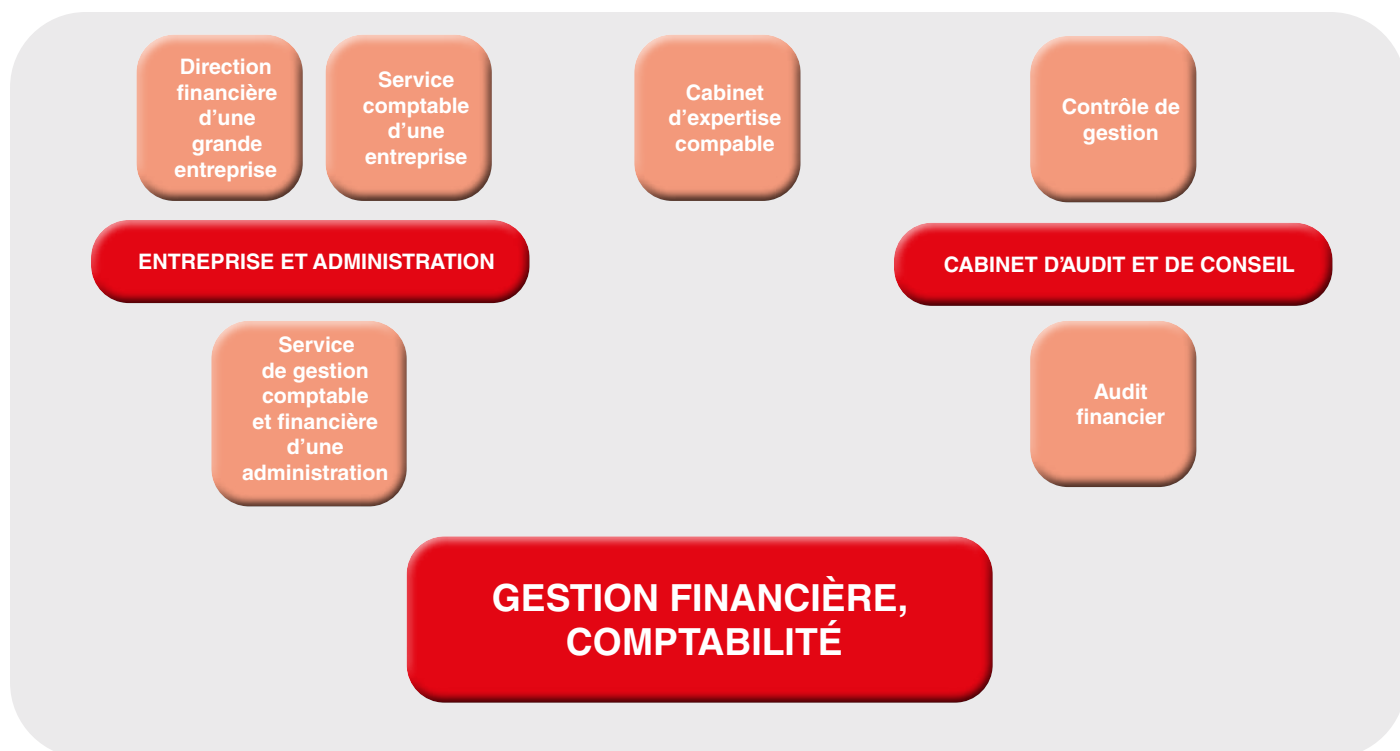 Direction
financière
d'une
grande
entreprise
Service
comptable
d'une
entreprise
Cabinet
d'expertise
compable
Contrôle de
gestion
ENTREPRISE ET ADMINISTRATION
CABINET D'AUDIT ET DE CONSEIL
Service
de gestion
comptable
et financière
d'une
administration
Audit
financier
GESTION FINANCIÈRE,
COMPTABILITÉ